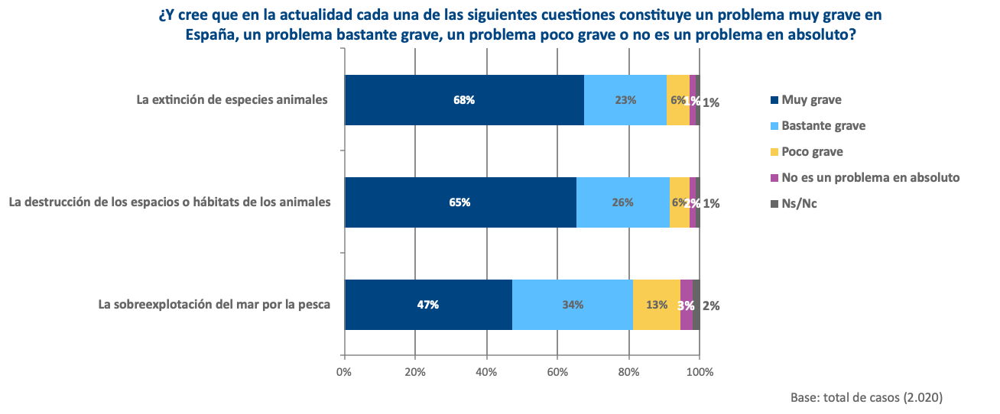 ¿Y cree que en la actualidad cada una de las siguientes cuestiones constituye un problema muy grave en
España, un problema bastante grave, un problema poco grave o no es un problema en absoluto?
La extinción de especies animales
68%
23%
6%
1%
1%
La destrucción de los espacios o hábitats de los animales
65%
26%
6%
2%
1%
La sobreexplotación del mar por la pesca
47%
34%
13%
3%
2%
0%
20%
40%
60%
80%
100%
Muy grave
Bastante grave
Poco grave
No es un problema en absoluto
Ns/Nc
Base: total de casos (2.020)